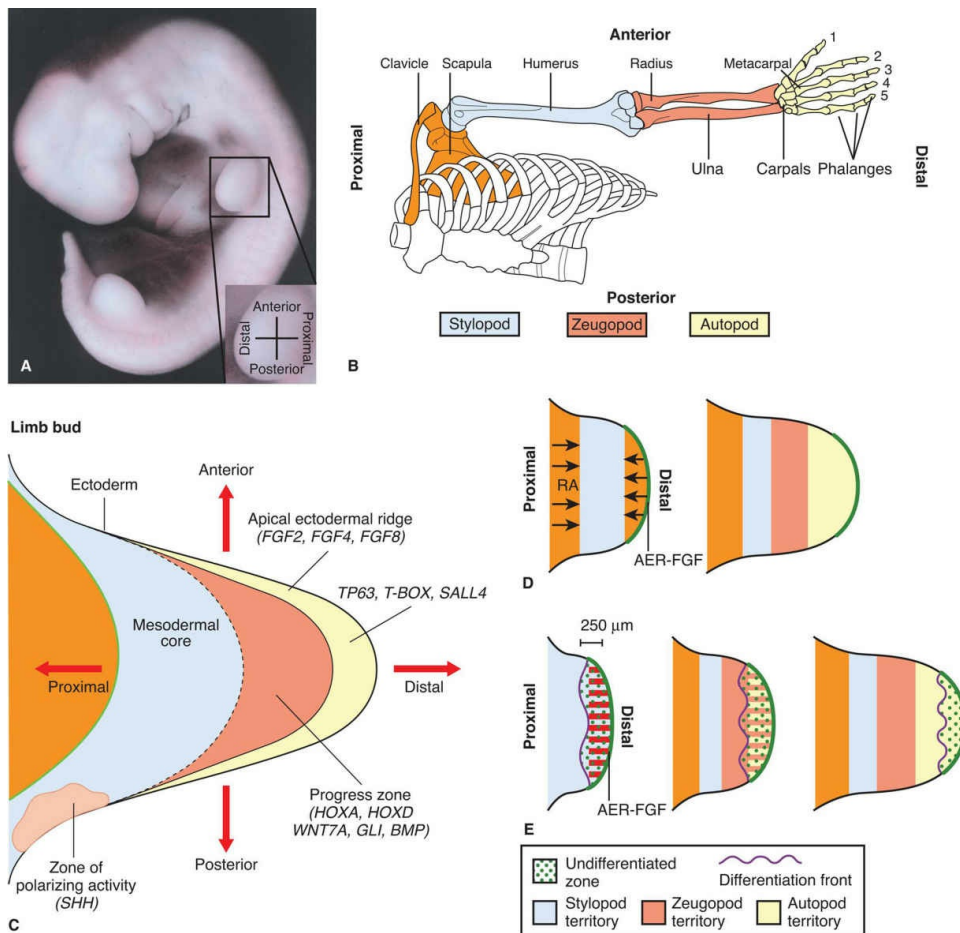 A
Anterior
Distal
Proximal
Posterior
B
Anterior
Clavicle
Scapula
Humerus
Radius
Metacarpal
1
2
3
4
5
Proximal
Distal
Ulna
Carpals
Phalanges
Posterior
Stylopod
Zeugopod
Autopod
Limb bud
Ectoderm
Anterior
Apical ectodermal ridge
(FGF2, FGF4, FGF8)
TP63, T-BOX, SALL4
Mesodermal
core
Proximal
Distal
Progress zone
(HOXA, HOXD
WNT7A, GLI, BMP)
Posterior
Zone of
polarizing activity
(SHH)
C
Proximal
RA
Distal
AER-FGF
D
250 μm
Proximal
Distal
AER-FGF
E
Undifferentiated
zone
Differentiation front
Stylopod
territory
Zeugopod
territory
Autopod
territory